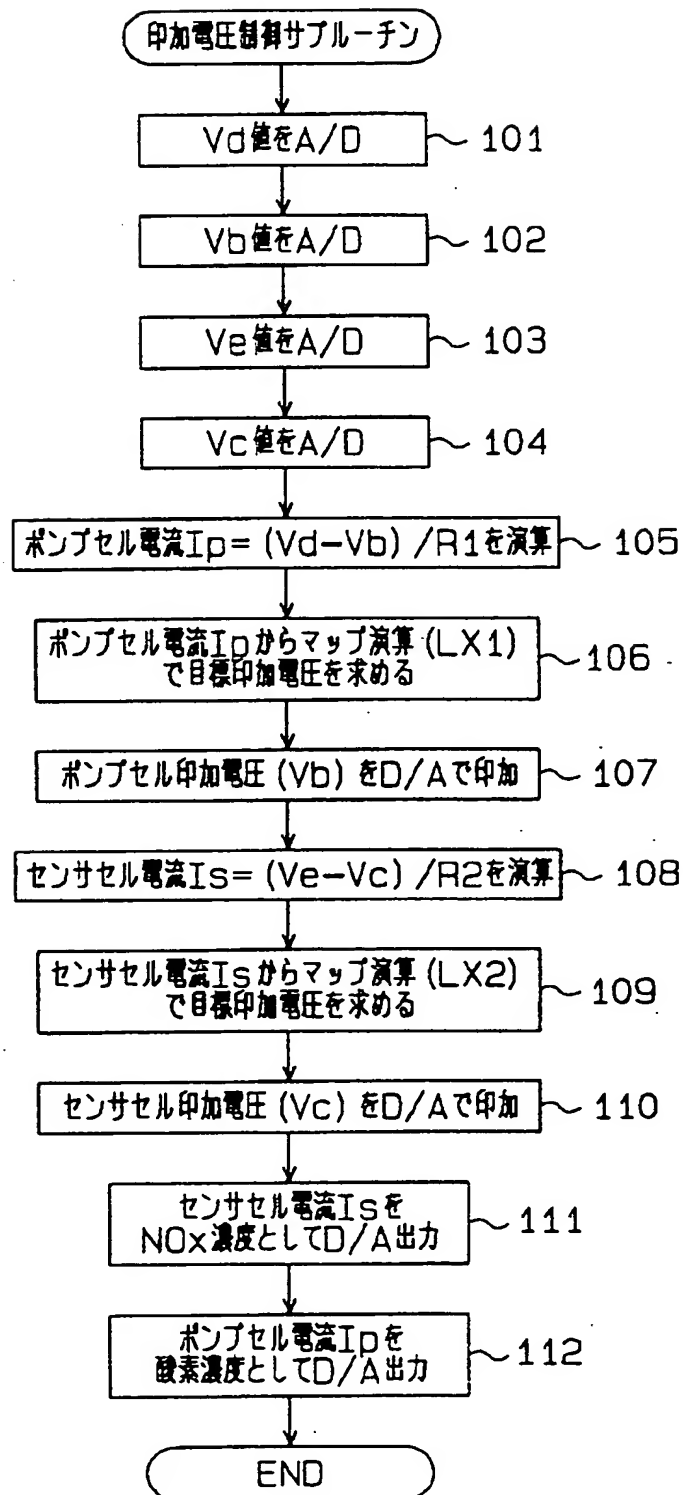 印加電圧制御サブルーチン
Vd値をA/D
101
Vb値をA/D
102
Ve値をA/D
103
Vc値をA/D
104
ポンプセル電流Ip=(Vd-Vb)/R1を演算
105
ポンプセル電流Ipからマップ演算(LX1)
で目標印加電圧を求める
106
ポンプセル印加電圧(Vb)をD/Aで印加
107
センサセル電流Is=(Ve-Vc)/R2を演算
108
センサセル電流Isからマップ演算(LX2)
で目標印加電圧を求める
109
センサセル印加電圧(Vc)をD/Aで印加
110
センサセル電流Isを
NOx濃度としてD/A出力
111
ポンプセル電流Ipを
酸素濃度としてD/A出力
112
END